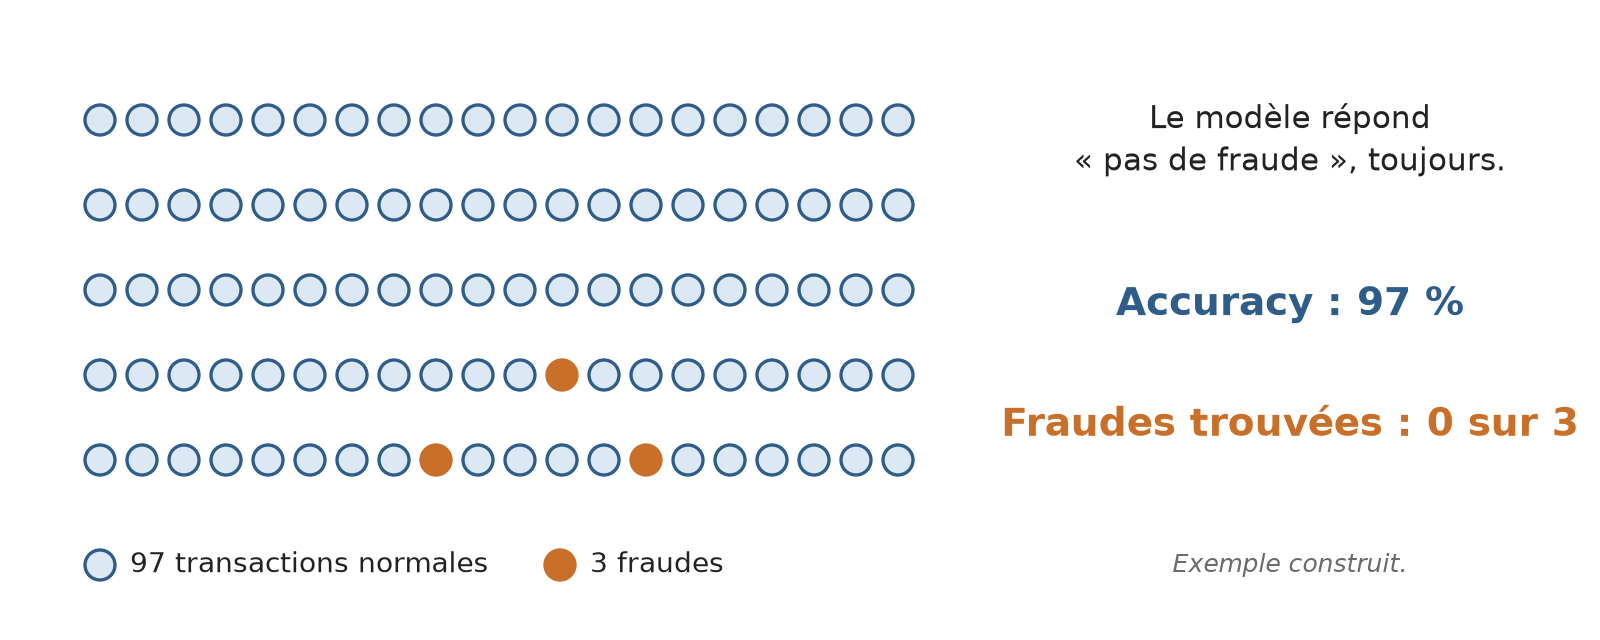 Le modèle répond
« pas de fraude », toujours.
Accuracy : 97 %
Fraudes trouvées : 0 sur 3
97 transactions normales
3 fraudes
Exemple construit.